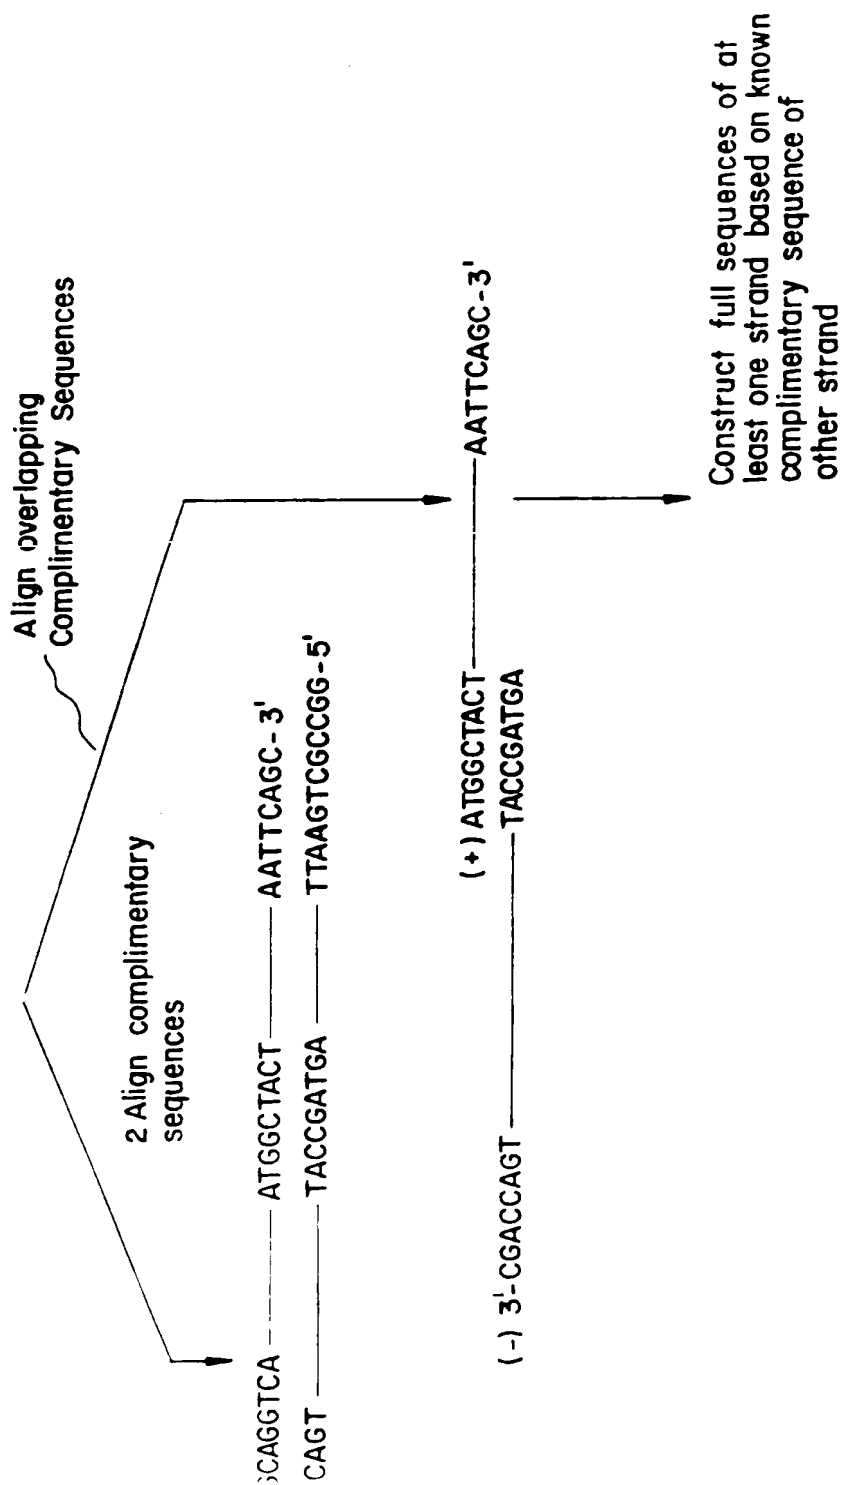 Align overlapping
Complimentary Sequences
2 Align complimentary
sequences
CAGGTCA — ATGGCTACT — AATTCAGC-3'
CAGT — TACCGATGA — TTAAGTCGCCGG-5'
(+) ATGGCTACT — AATTCAGC-3'
(-) 3'-CGACCAGT — TACCGATGA
Construct full sequences of at
least one strand based on known
complimentary sequence of
other strand